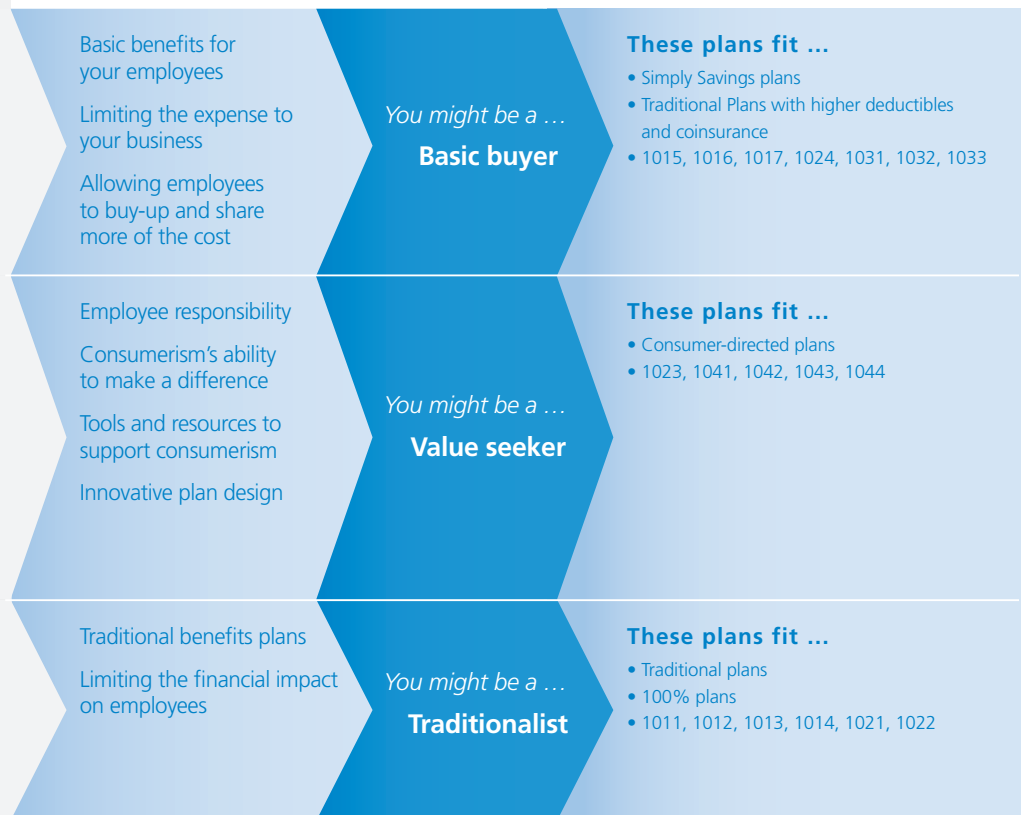 Basic benefits for
your employees
Limiting the expense to
your business
Allowing employees
to buy-up and share
more of the cost
You might be a …
Basic buyer
These plans fit …
• Simply Savings plans
• Traditional Plans with higher deductibles
and coinsurance
• 1015, 1016, 1017, 1024, 1031, 1032, 1033
Employee responsibility
Consumerism’s ability
to make a difference
Tools and resources to
support consumerism
Innovative plan design
You might be a …
Value seeker
These plans fit …
• Consumer-directed plans
• 1023, 1041, 1042, 1043, 1044
Traditional benefits plans
Limiting the financial impact
on employees
You might be a …
Traditionalist
These plans fit …
• Traditional plans
• 100% plans
• 1011, 1012, 1013, 1014, 1021, 1022